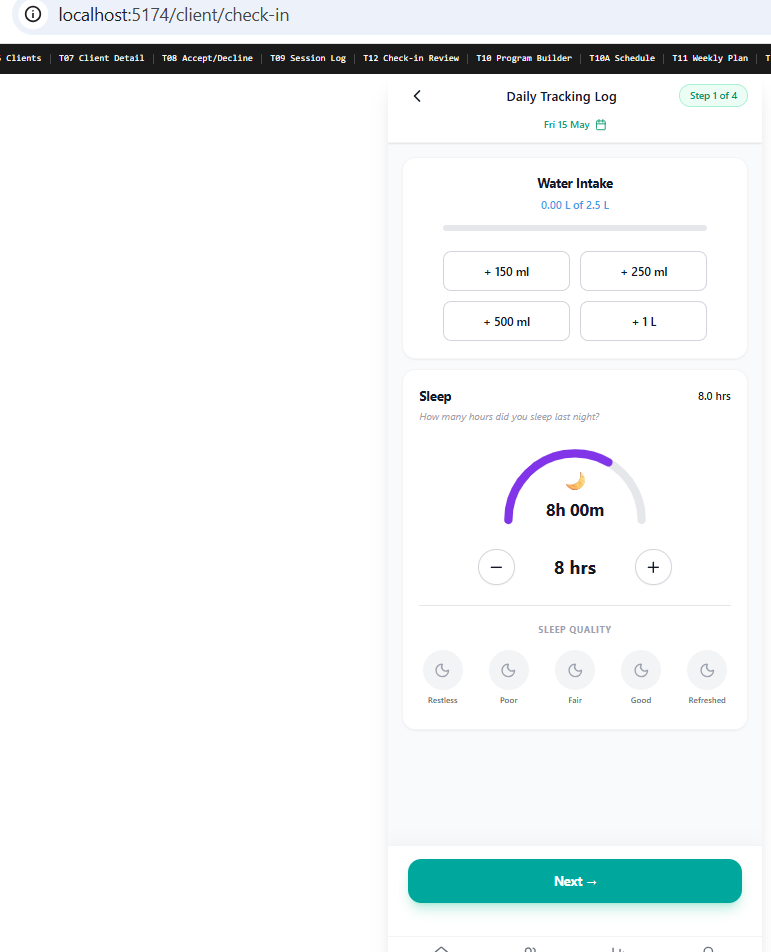 localhost:5174/client/check-in
Clients | T07 Client Detail | T08 Accept/Decline | T09 Session Log | T12 Check-in Review | T10 Program Builder | T10A Schedule | T11 Weekly Plan | T
Daily Tracking Log
Step 1 of 4
Fri 15 May
Water Intake
0.00 L of 2.5 L
+ 150 ml
+ 250 ml
+ 500 ml
+ 1 L
Sleep
8.0 hrs
How many hours did you sleep last night?
8h 00m
8 hrs
SLEEP QUALITY
Restless
Poor
Fair
Good
Refreshed
Next →